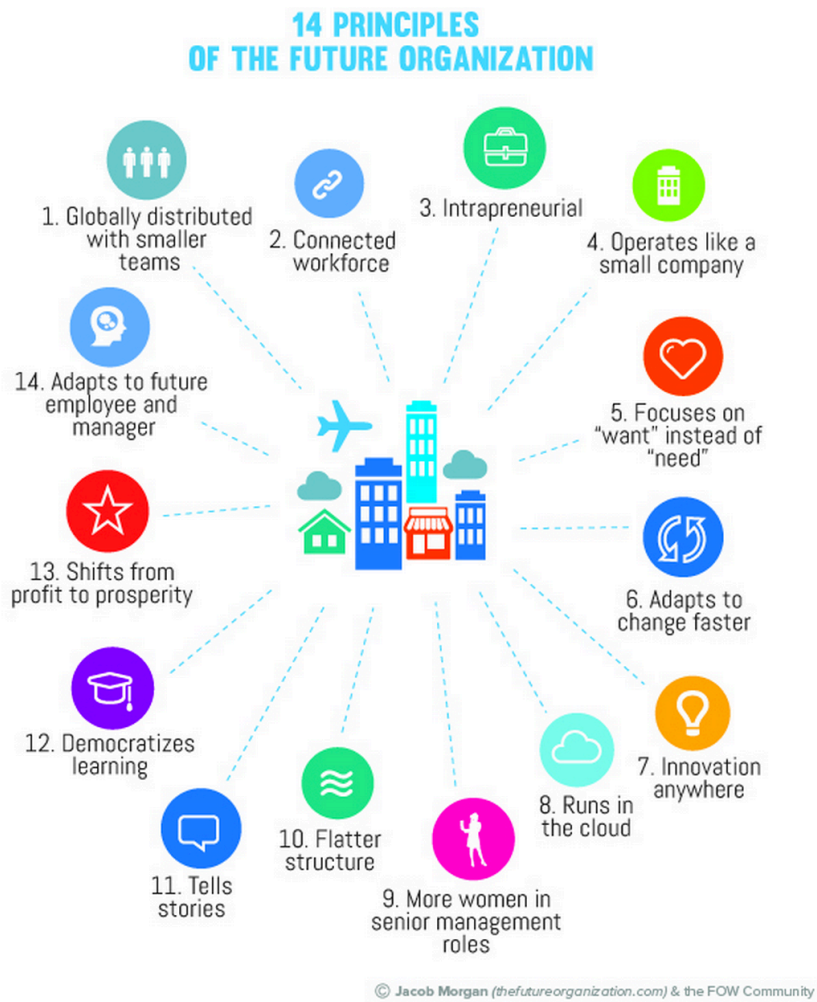 14 PRINCIPLES
OF THE FUTURE ORGANIZATION
1. Globally distributed
with smaller
teams
2. Connected
workforce
3. Intrapreneurial
4. Operates like a
small company
5. Focuses on
“want” instead of
“need”
6. Adapts to
change faster
7. Innovation
anywhere
8. Runs in
the cloud
9. More women in
senior management
roles
10. Flatter
structure
11. Tells
stories
12. Democratizes
learning
13. Shifts from
profit to prosperity
14. Adapts to future
employee and
manager
© Jacob Morgan (thefutureorganization.com) & the FOW Community